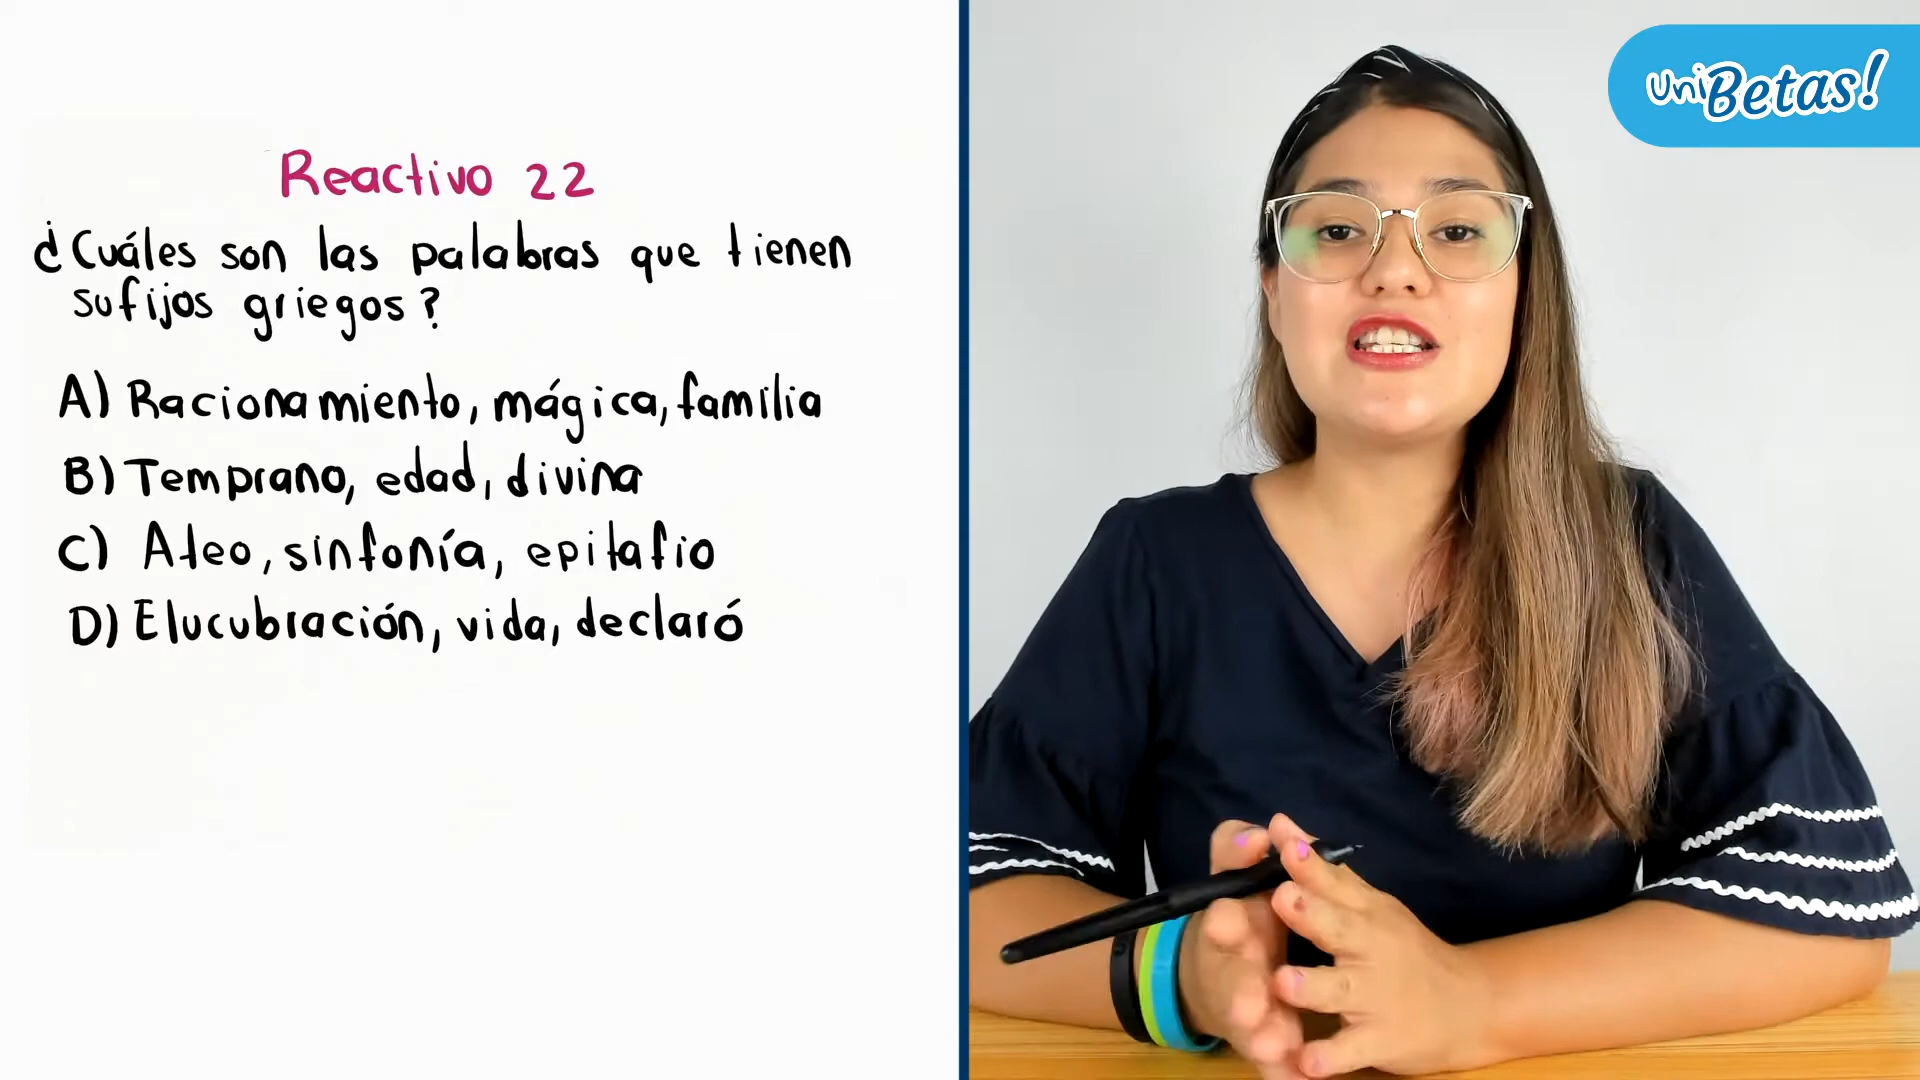 Reactivo 22
¿Cuáles son las palabras que tienen
sufijos griegos?
A) Racionamiento, mágica, familia
B) Temprano, edad, divina
C) Ateo, sinfonía, epitafio
D) Elucubración, vida, declaró
uniBetas!